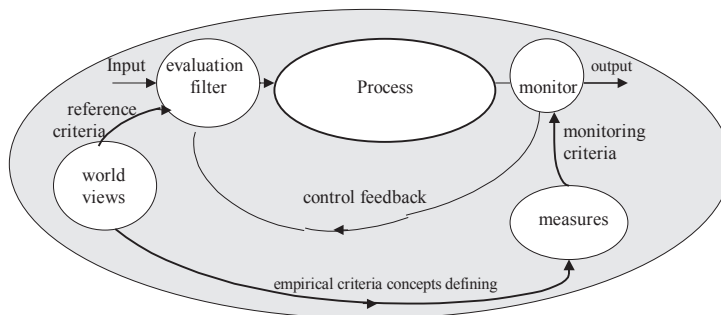 Input
evaluation
filter
Process
monitor
output
reference
criteria
monitoring
criteria
world
views
control feedback
measures
empirical criteria concepts defining